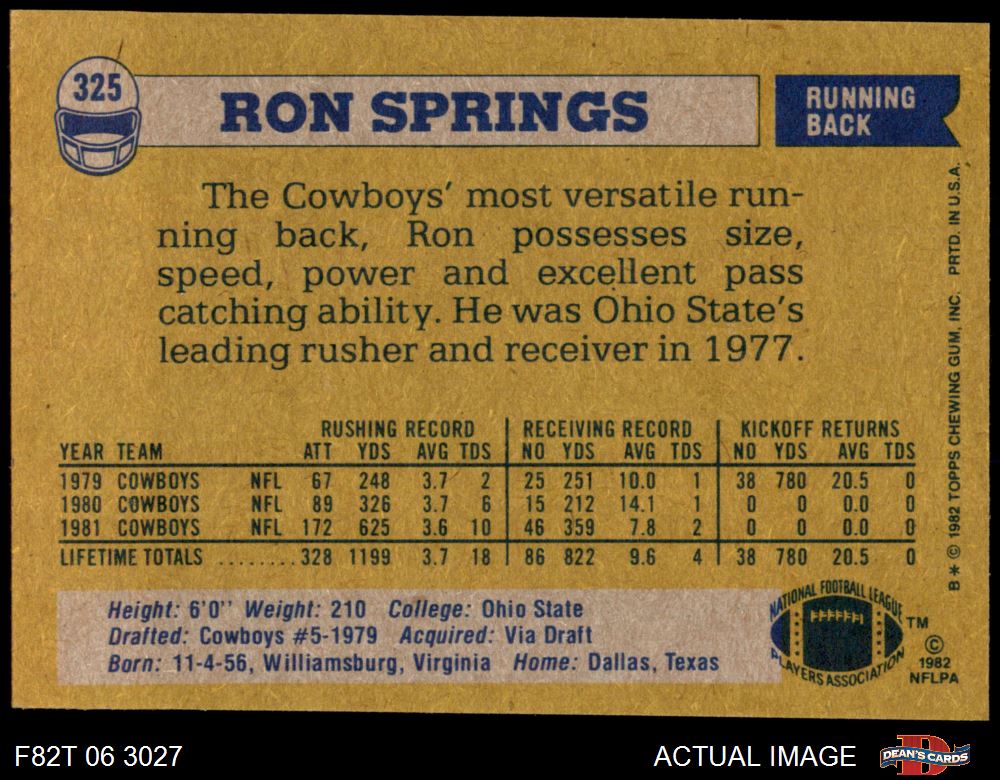 325
RON SPRINGS
RUNNING
BACK
The Cowboys' most versatile run-
ning back, Ron possesses size,
speed, power and excellent pass
catching ability. He was Ohio State's
leading rusher and receiver in 1977.
RUSHING RECORD RECEIVING RECORD KICKOFF RETURNS
YEAR TEAM ATT YDS AVG TDS NO YDS AVG TDS NO YDS AVG TDS
1979 COWBOYS NFL 67 248 3.7 2 25 251 10.0 1 38 780 20.5 0
1980 COWBOYS NFL 89 326 3.7 6 15 212 14.1 1 0 0 0.0 0
1981 COWBOYS NFL 172 625 3.6 10 46 359 7.8 2 0 0 0.0 0
LIFETIME TOTALS ........328 1199 3.7 18 86 822 9.6 4 38 780 20.5 0
Height: 6'0'' Weight: 210 College: Ohio State
Drafted: Cowboys #5-1979 Acquired: Via Draft
Born: 11-4-56, Williamsburg, Virginia Home: Dallas, Texas
NATIONAL FOOTBALL LEAGUE
PLAYERS ASSOCIATION
TM
©
1982
NFLPA
B * © 1982 TOPPS CHEWING GUM, INC. PRTD. IN U.S.A.
F82T 06 3027
ACTUAL IMAGE
D
DEAN'S CARDS